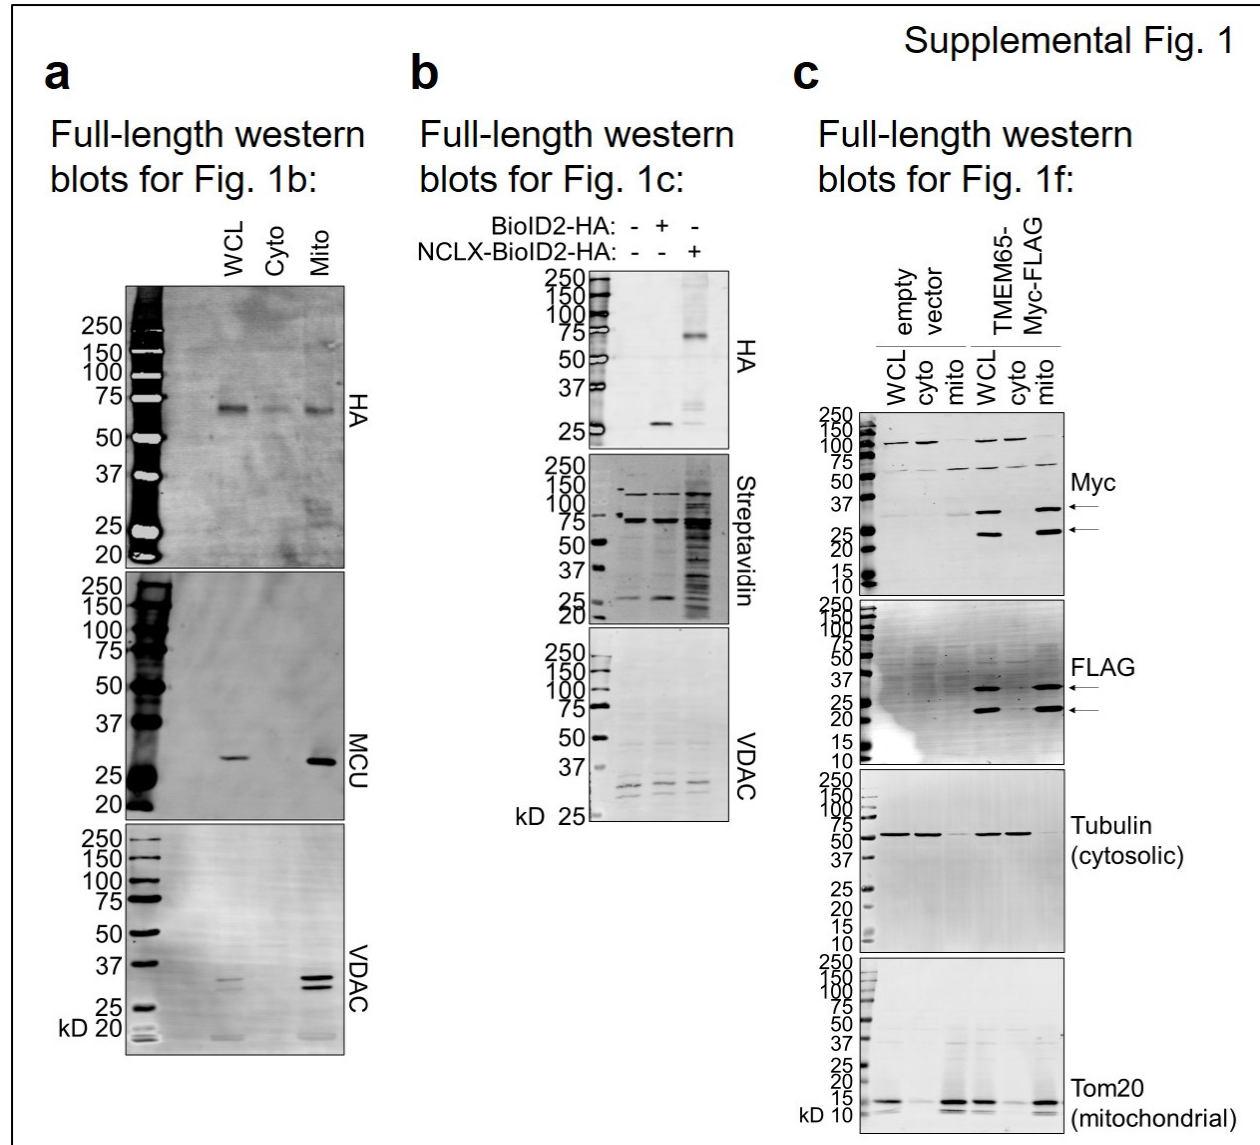 Supplemental Fig. 1
a
Full-length western
blots for Fig. 1b:
WCL
Cyto
Mito
250
150
100
75
50
37
25
20
HA
250
150
100
75
50
37
25
20
MCU
250
150
100
75
50
37
25
kD 20
VDAC
b
Full-length western
blots for Fig. 1c:
BioID2-HA: - + -
NCLX-BioID2-HA: - - +
250
150
100
75
50
37
25
HA
250
150
100
75
50
37
25
20
Streptavidin
250
150
100
75
50
37
kD 25
VDAC
c
Full-length western
blots for Fig. 1f:
empty
vector
TMEM65-
Myc-FLAG
WCL
cyto
mito
WCL
cyto
mito
250
150
100
75
50
37
25
20
15
10
Myc
250
150
100
75
50
37
25
20
15
10
FLAG
250
150
100
75
50
37
25
20
15
10
Tubulin
(cytosolic)
250
150
100
75
50
37
25
20
15
kD 10
Tom20
(mitochondrial)